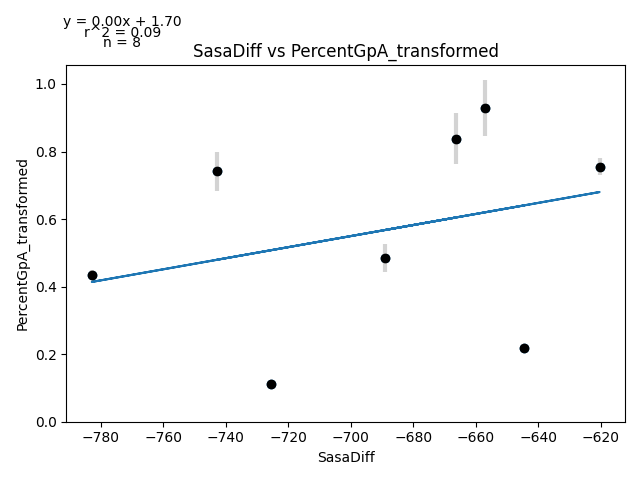 y = 0.00x + 1.70
r^2 = 0.09
n = 8
SasaDiff vs PercentGpA_transformed
1.0
0.8
0.6
0.4
0.2
0.0
PercentGpA_transformed
−780 −760 −740 −720 −700 −680 −660 −640 −620
SasaDiff